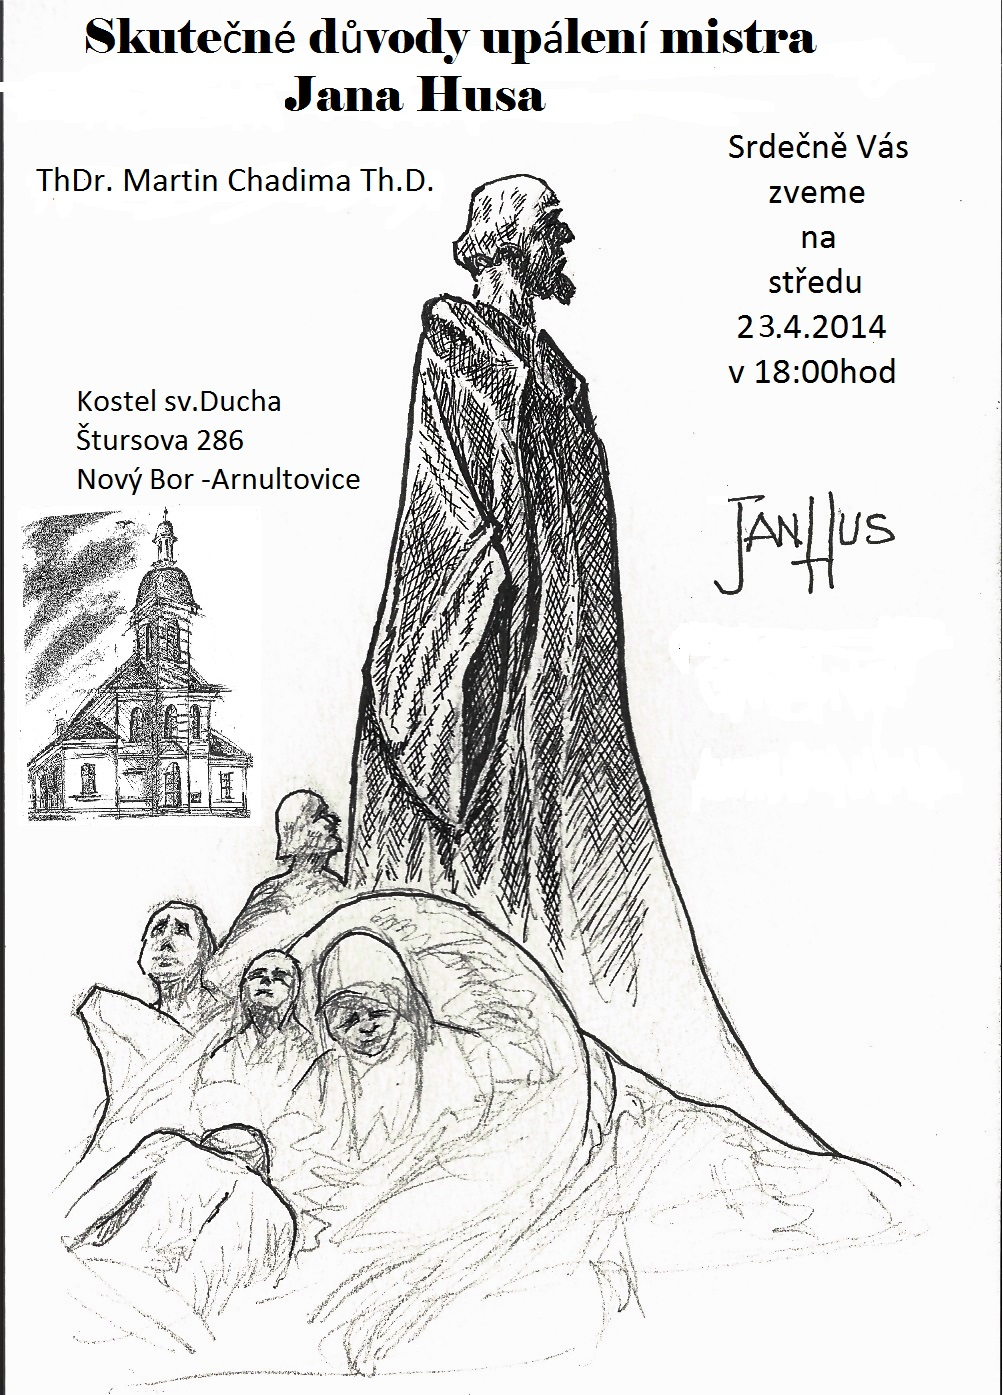 Skutečné důvody upálení mistra
Jana Husa
ThDr. Martin Chadima Th.D.
Srdečně Vás
zveme
na
středu
23.4.2014
v 18:00hod
Kostel sv.Ducha
Štursova 286
Nový Bor -Arnultovice
JAN HUS